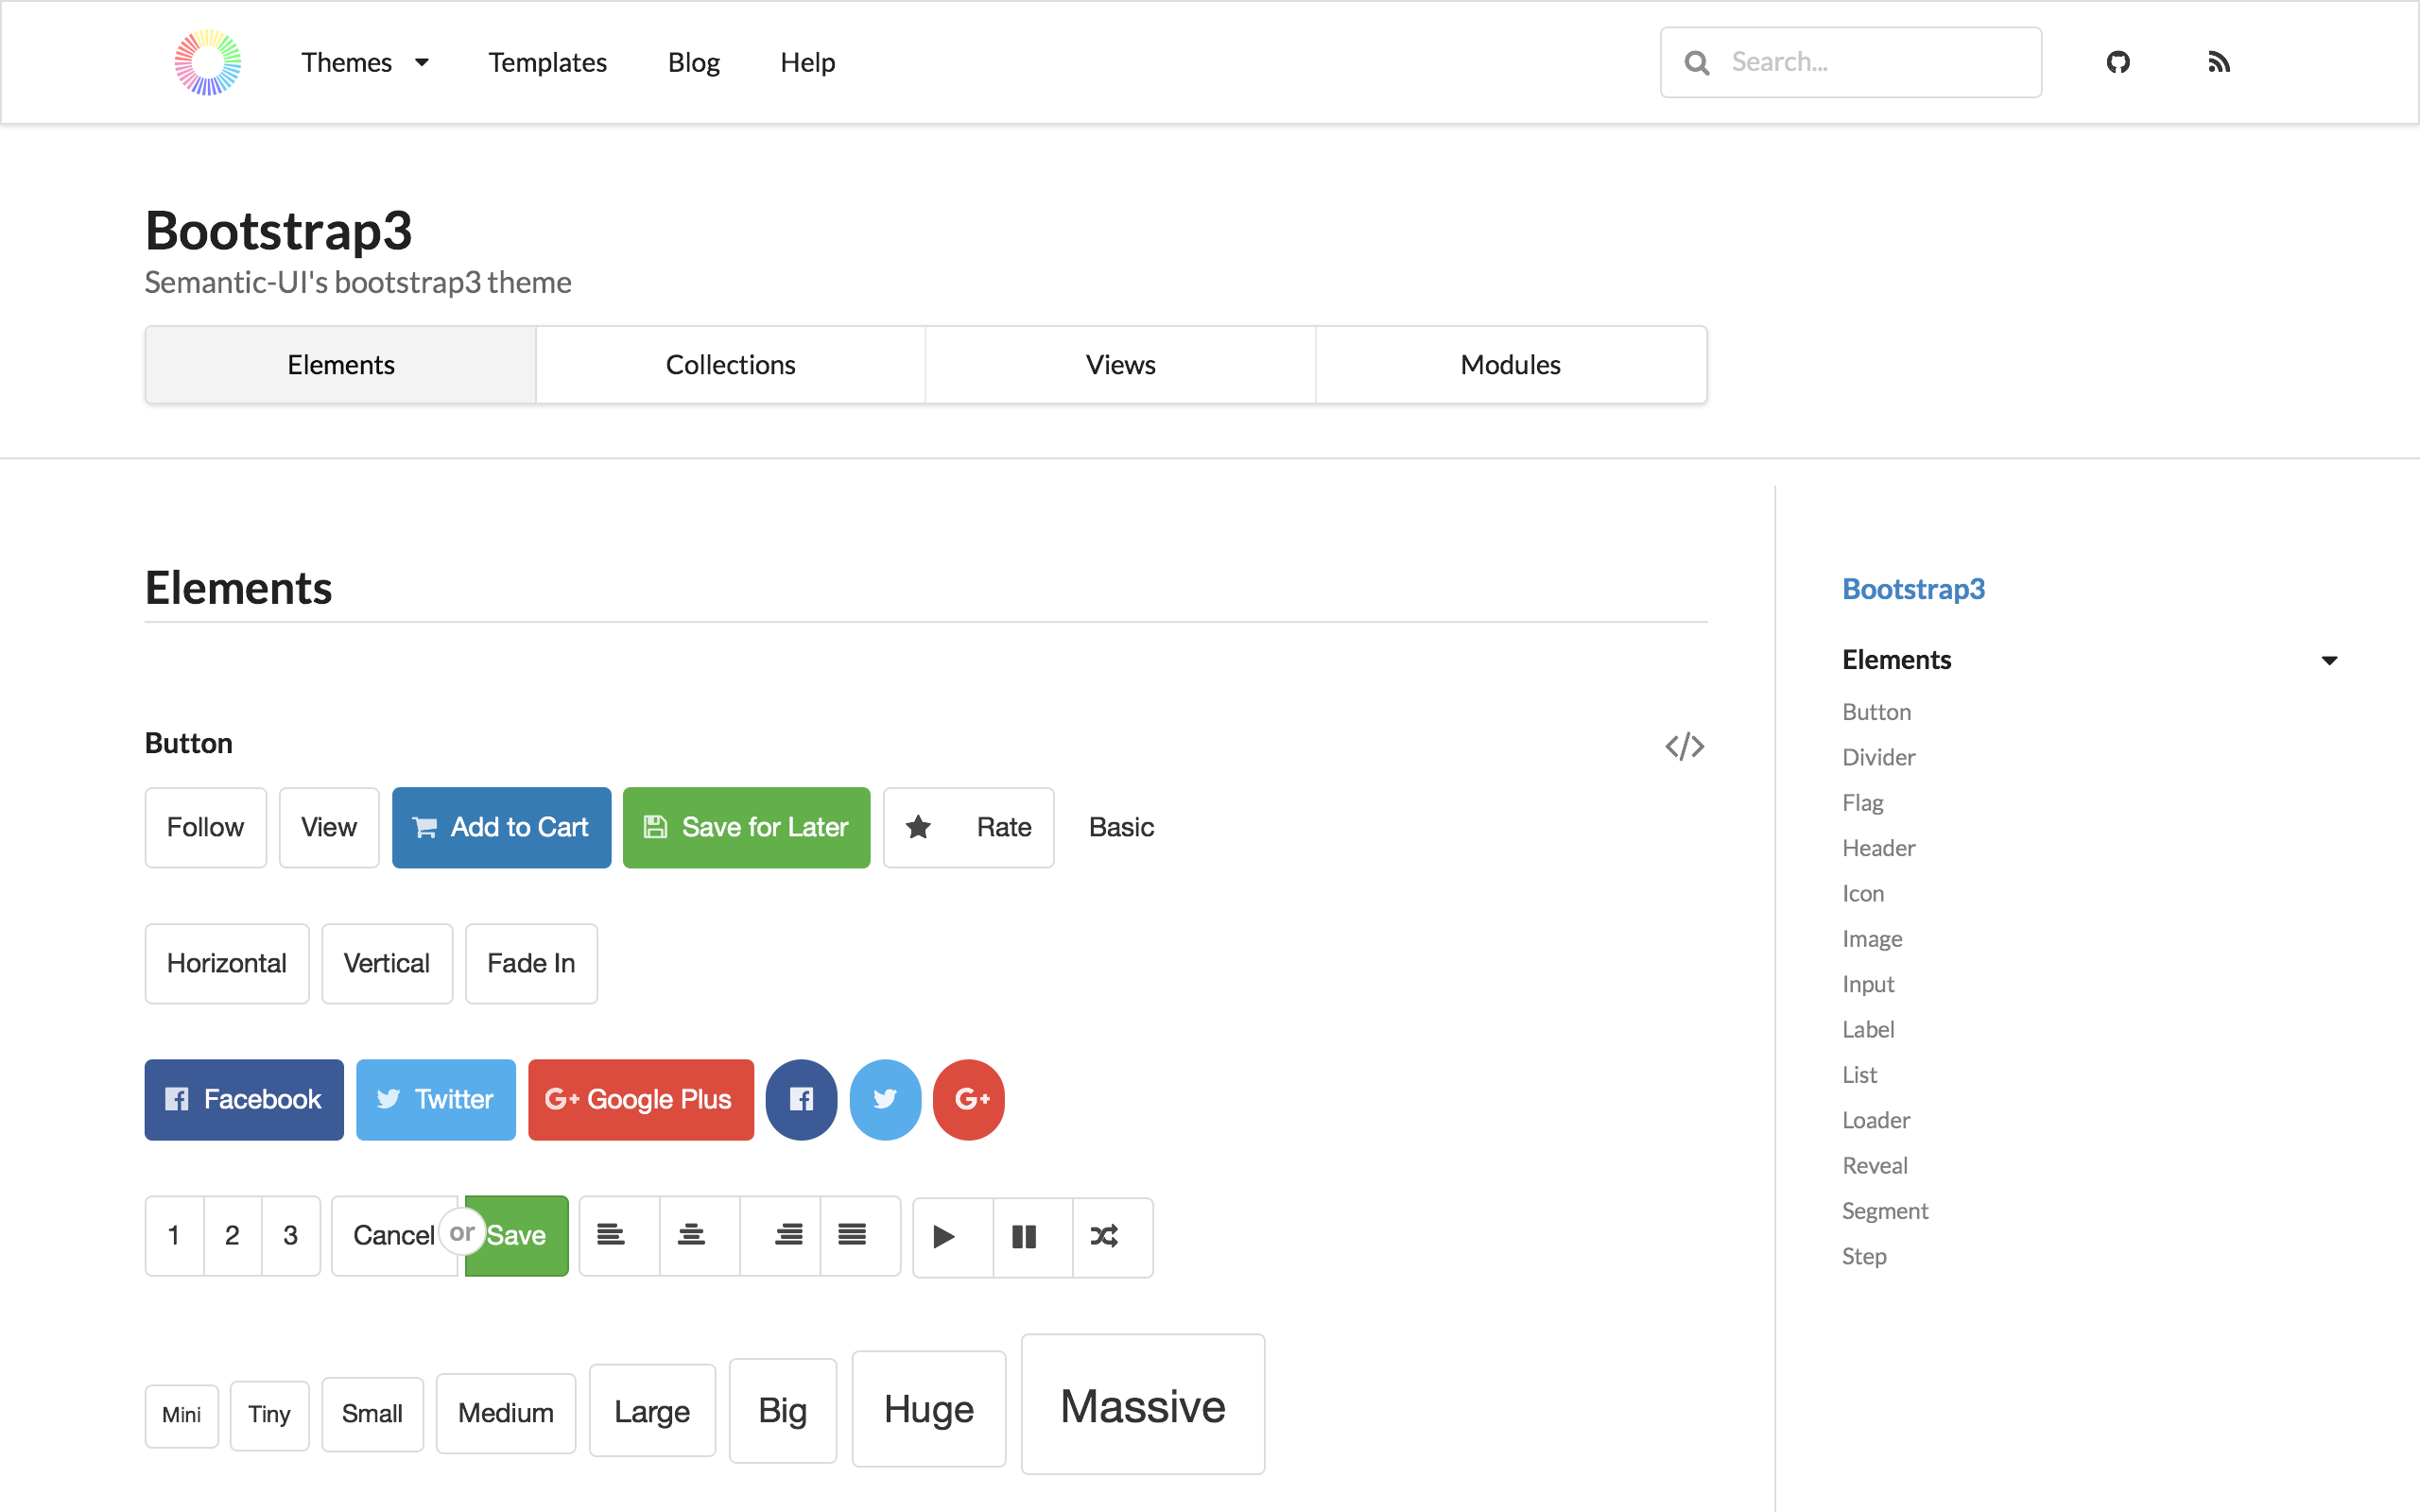 Themes Templates Blog Help Search...
Bootstrap3
Semantic-UI's bootstrap3 theme
Elements Collections Views Modules
Elements
Button
Follow View Add to Cart Save for Later Rate Basic
Horizontal Vertical Fade In
Facebook Twitter G+ Google Plus G+
1 2 3 Cancel or Save
Mini Tiny Small Medium Large Big Huge Massive
Bootstrap3
Elements
Button
Divider
Flag
Header
Icon
Image
Input
Label
List
Loader
Reveal
Segment
Step